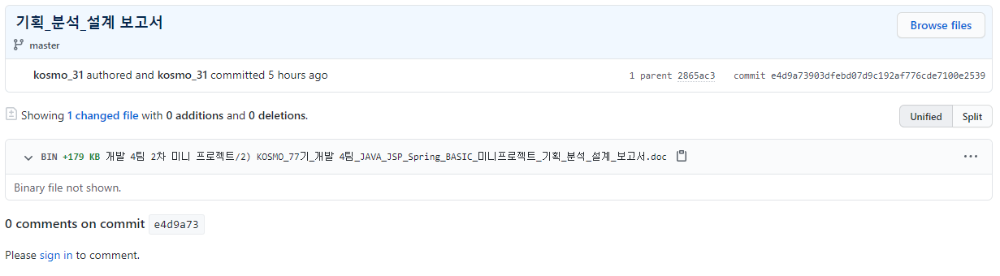 기획_분석_설계 보고서
Browse files
master
kosmo_31 authored and kosmo_31 committed 5 hours ago
1 parent 2865ac3 commit e4d9a73903dfebd07d9c192af776cde7100e2539
Showing 1 changed file with 0 additions and 0 deletions.
Unified Split
BIN +179 KB 개발 4팀 2차 미니 프로젝트/2) KOSMO_77기_개발 4팀_JAVA_JSP_Spring_BASIC_미니프로젝트_기획_분석_설계_보고서.doc
Binary file not shown.
0 comments on commit e4d9a73
Please sign in to comment.